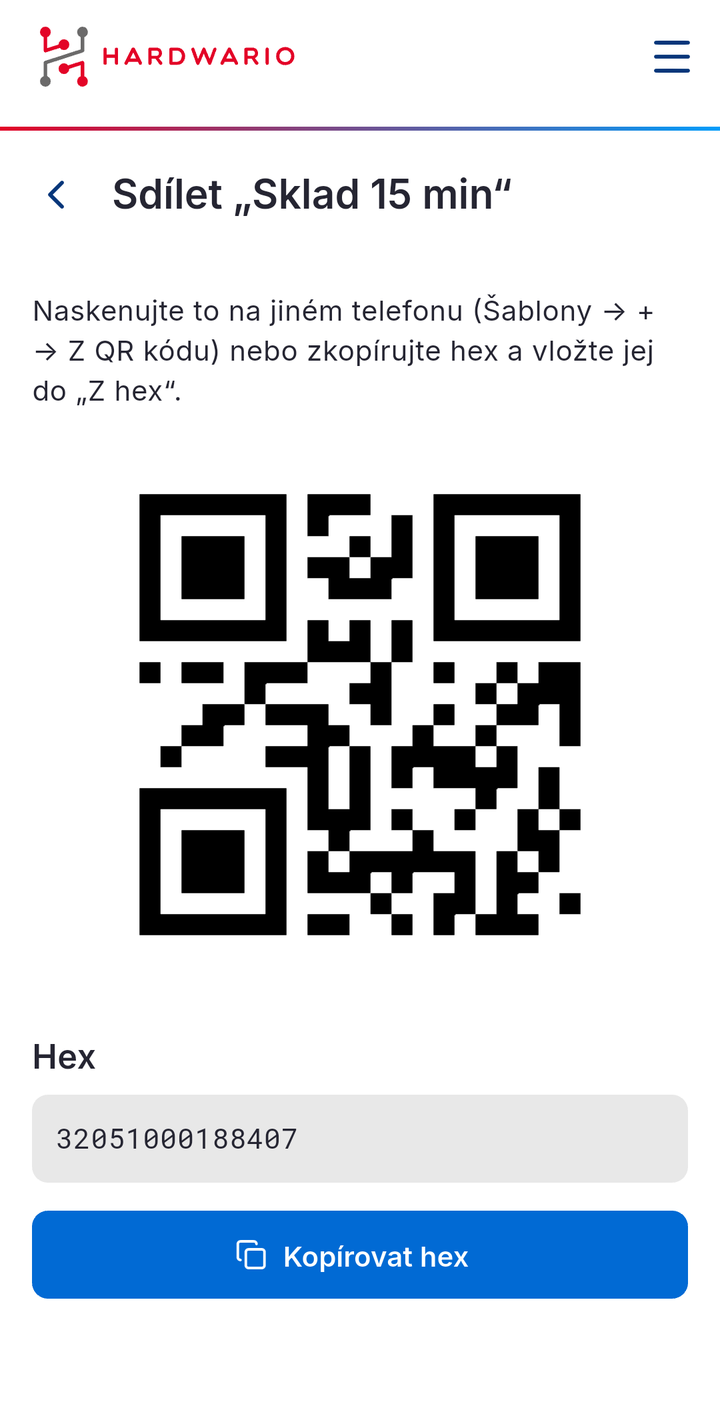 HARDWARIO
Sdílet „Sklad 15 min“
Naskenujte to na jiném telefonu (Šablony → +
→ Z QR kódu) nebo zkopírujte hex a vložte jej
do „Z hex“.
Hex
32051000188407
Kopírovat hex